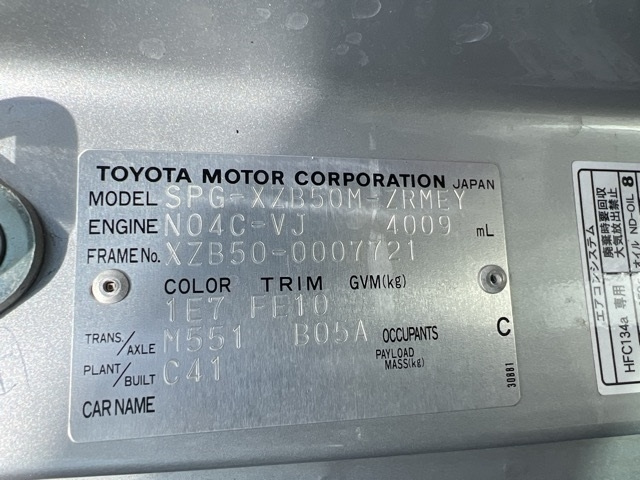 TOYOTA MOTOR CORPORATION JAPAN
MODEL SPG-XZB50M-ZRMEY
ENGINE N04C-VJ 4009 mL
FRAME No. XZB50-0007721
COLOR TRIM GVM(kg)
1E7 FE10
TRANS./AXLE M551 B05A OCCUPANTS C
PAYLOAD MASS(kg)
PLANT/BUILT C41
CAR NAME
30BB1
エアコンシステム
廃棄時要回収
大気放出禁止
HFC134a 専用
オイル ND-OIL 8